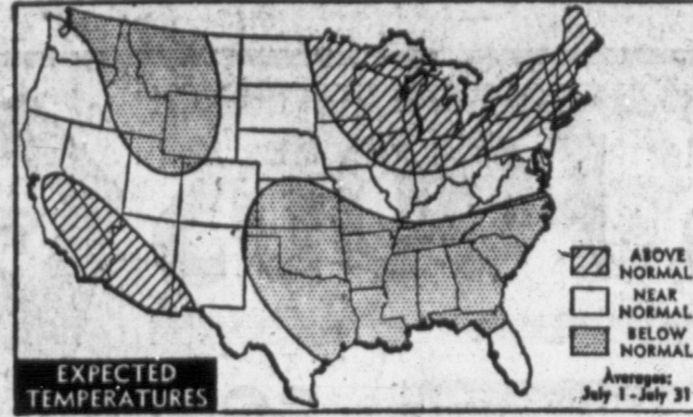 ABOVE
NORMAL
NEAR
NORMAL
BELOW
NORMAL
Averages:
July 1 - July 31
EXPECTED
TEMPERATURES